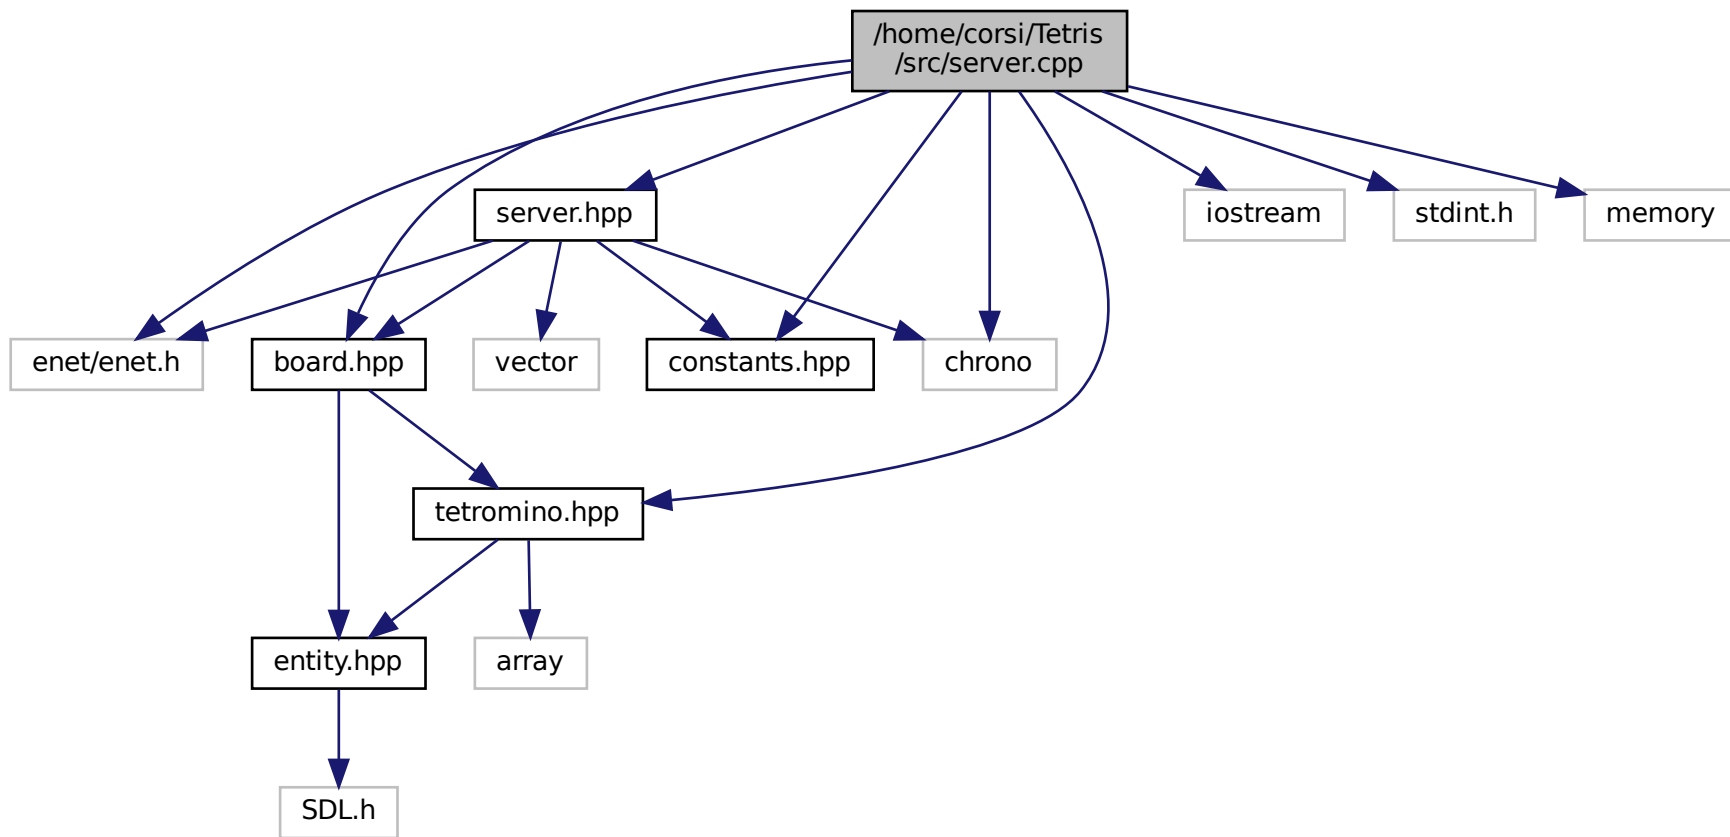 /home/corsi/Tetris
/src/server.cpp
server.hpp
iostream
stdint.h
memory
enet/enet.h
board.hpp
vector
constants.hpp
chrono
tetromino.hpp
entity.hpp
array
SDL.h